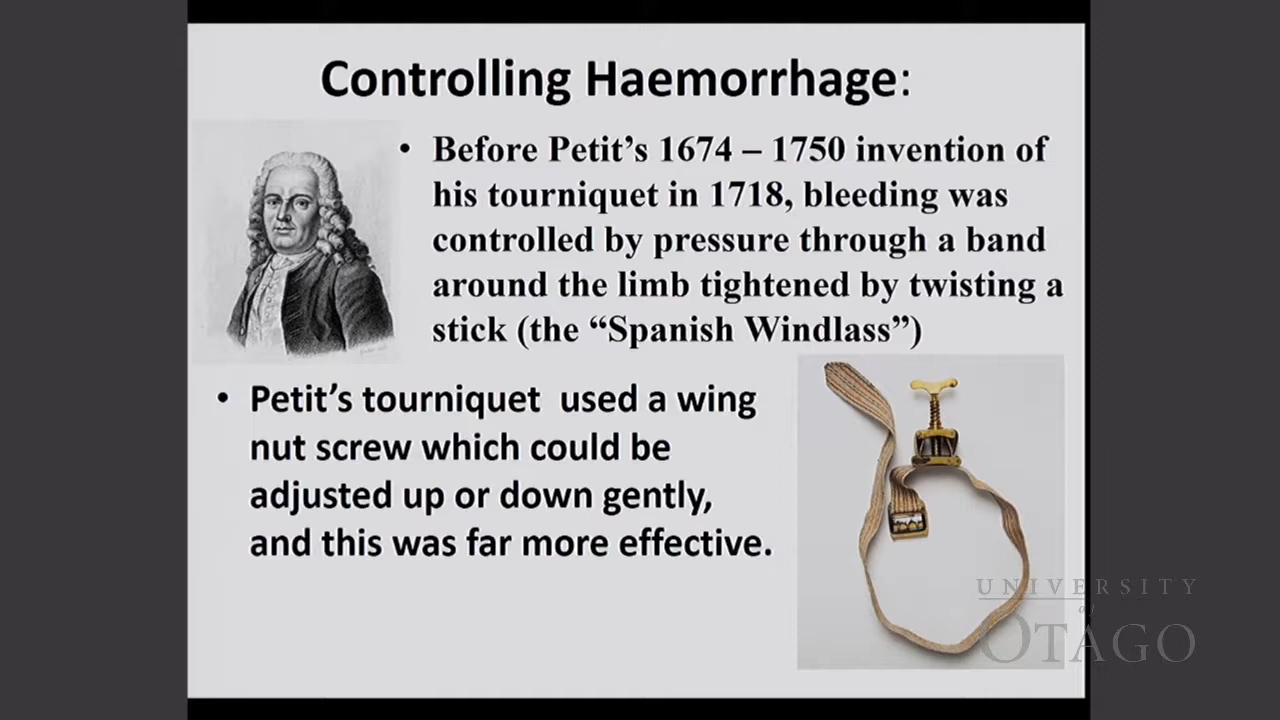 Controlling Haemorrhage:
• Before Petit’s 1674 – 1750 invention of
his tourniquet in 1718, bleeding was
controlled by pressure through a band
around the limb tightened by twisting a
stick (the “Spanish Windlass”)
• Petit’s tourniquet  used a wing
nut screw which could be
adjusted up or down gently,
and this was far more effective.
UNIVERSITY
of
OTAGO